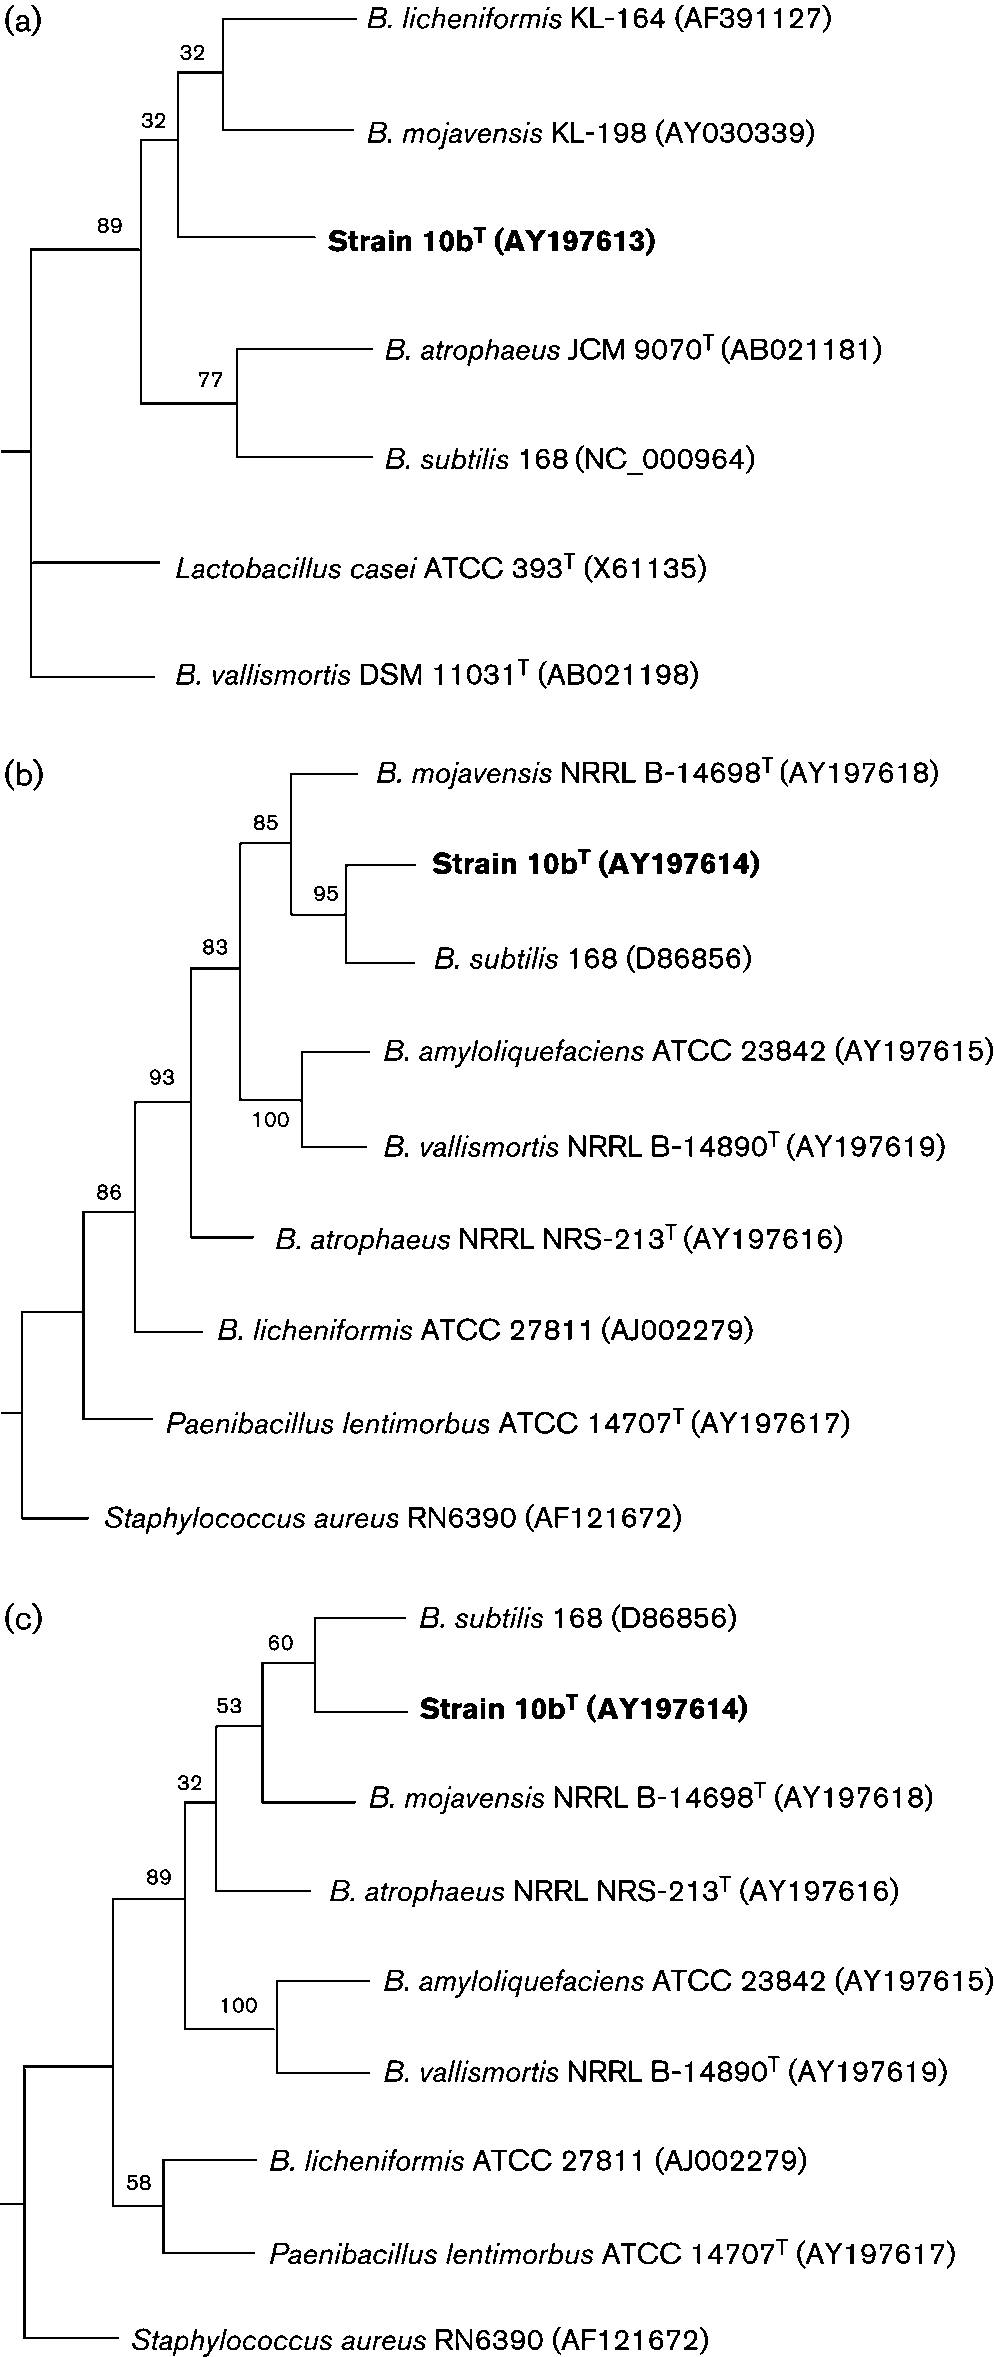 (a)
B. licheniformis KL-164 (AF391127)
32
B. mojavensis KL-198 (AY030339)
32
89
Strain 10bT (AY197613)
B. atrophaeus JCM 9070T (AB021181)
77
B. subtilis 168 (NC_000964)
Lactobacillus casei ATCC 393T (X61135)
B. vallismortis DSM 11031T (AB021198)
(b)
B. mojavensis NRRL B-14698T (AY197618)
85
Strain 10bT (AY197614)
95
83
B. subtilis 168 (D86856)
B. amyloliquefaciens ATCC 23842 (AY197615)
93
100
B. vallismortis NRRL B-14890T (AY197619)
86
B. atrophaeus NRRL NRS-213T (AY197616)
B. licheniformis ATCC 27811 (AJ002279)
Paenibacillus lentimorbus ATCC 14707T (AY197617)
Staphylococcus aureus RN6390 (AF121672)
(c)
B. subtilis 168 (D86856)
60
53
Strain 10bT (AY197614)
32
B. mojavensis NRRL B-14698T (AY197618)
89
B. atrophaeus NRRL NRS-213T (AY197616)
B. amyloliquefaciens ATCC 23842 (AY197615)
100
B. vallismortis NRRL B-14890T (AY197619)
B. licheniformis ATCC 27811 (AJ002279)
58
Paenibacillus lentimorbus ATCC 14707T (AY197617)
Staphylococcus aureus RN6390 (AF121672)